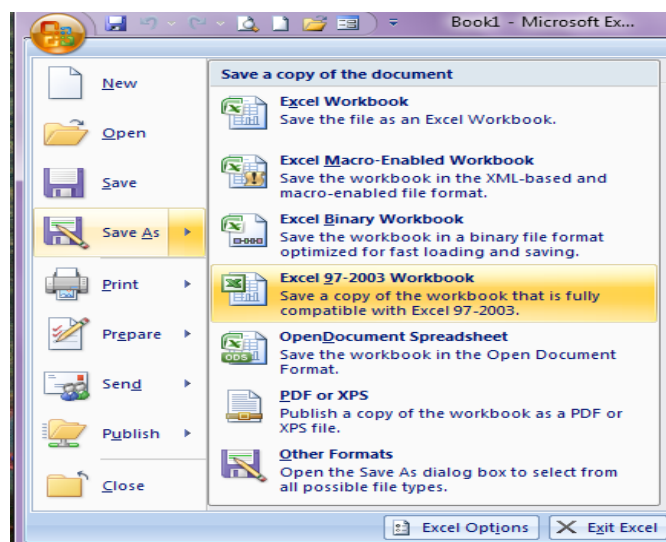 Book1 - Microsoft Ex...
New
Open
Save
Save As
Print
Prepare
Send
Publish
Close
Save a copy of the document
Excel Workbook
Save the file as an Excel Workbook.
Excel Macro-Enabled Workbook
Save the workbook in the XML-based and
macro-enabled file format.
Excel Binary Workbook
Save the workbook in a binary file format
optimized for fast loading and saving.
Excel 97-2003 Workbook
Save a copy of the workbook that is fully
compatible with Excel 97-2003.
OpenDocument Spreadsheet
Save the workbook in the Open Document
Format.
ODS
PDF or XPS
Publish a copy of the workbook as a PDF or
XPS file.
Other Formats
Open the Save As dialog box to select from
all possible file types.
Excel Options
Exit Excel